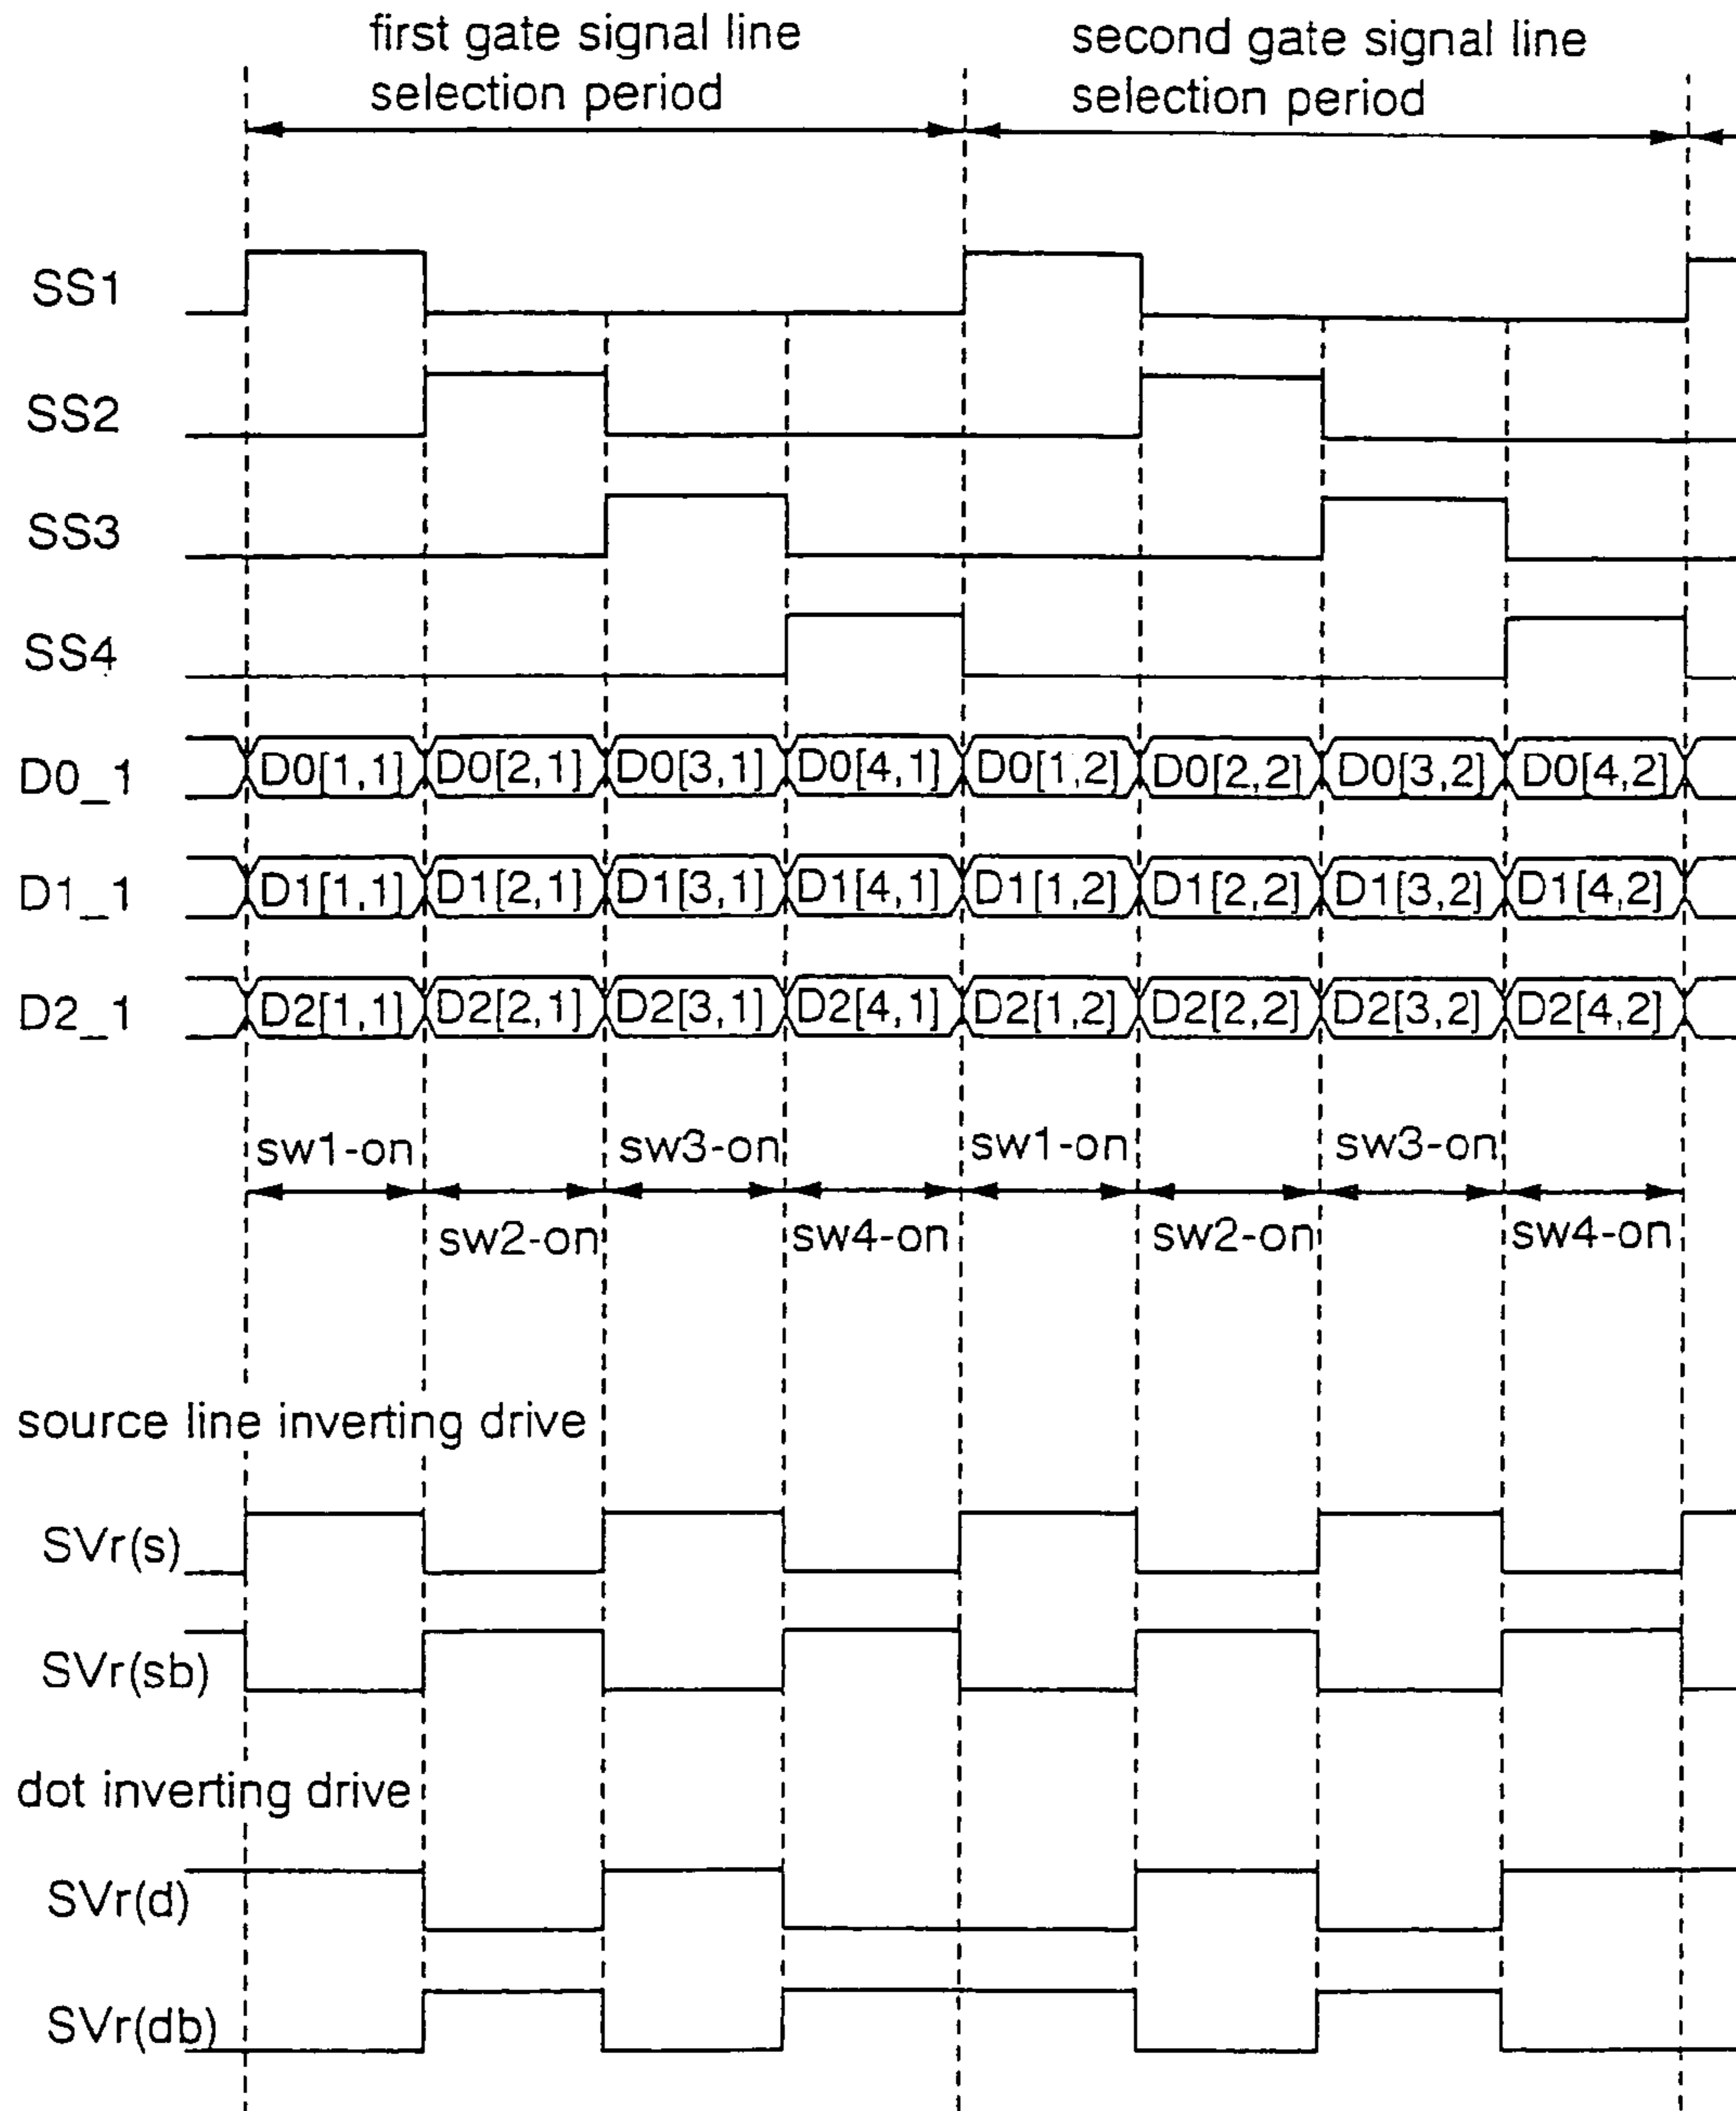 first gate signal line
selection period
second gate signal line
selection period
SS1
SS2
SS3
SS4
D0_1 D0[1,1] D0[2,1] D0[3,1] D0[4,1] D0[1,2] D0[2,2] D0[3,2] D0[4,2]
D1_1 D1[1,1] D1[2,1] D1[3,1] D1[4,1] D1[1,2] D1[2,2] D1[3,2] D1[4,2]
D2_1 D2[1,1] D2[2,1] D2[3,1] D2[4,1] D2[1,2] D2[2,2] D2[3,2] D2[4,2]
sw1-on sw3-on sw1-on sw3-on
sw2-on sw4-on sw2-on sw4-on
source line inverting drive
SVr(s)
SVr(sb)
dot inverting drive
SVr(d)
SVr(db)